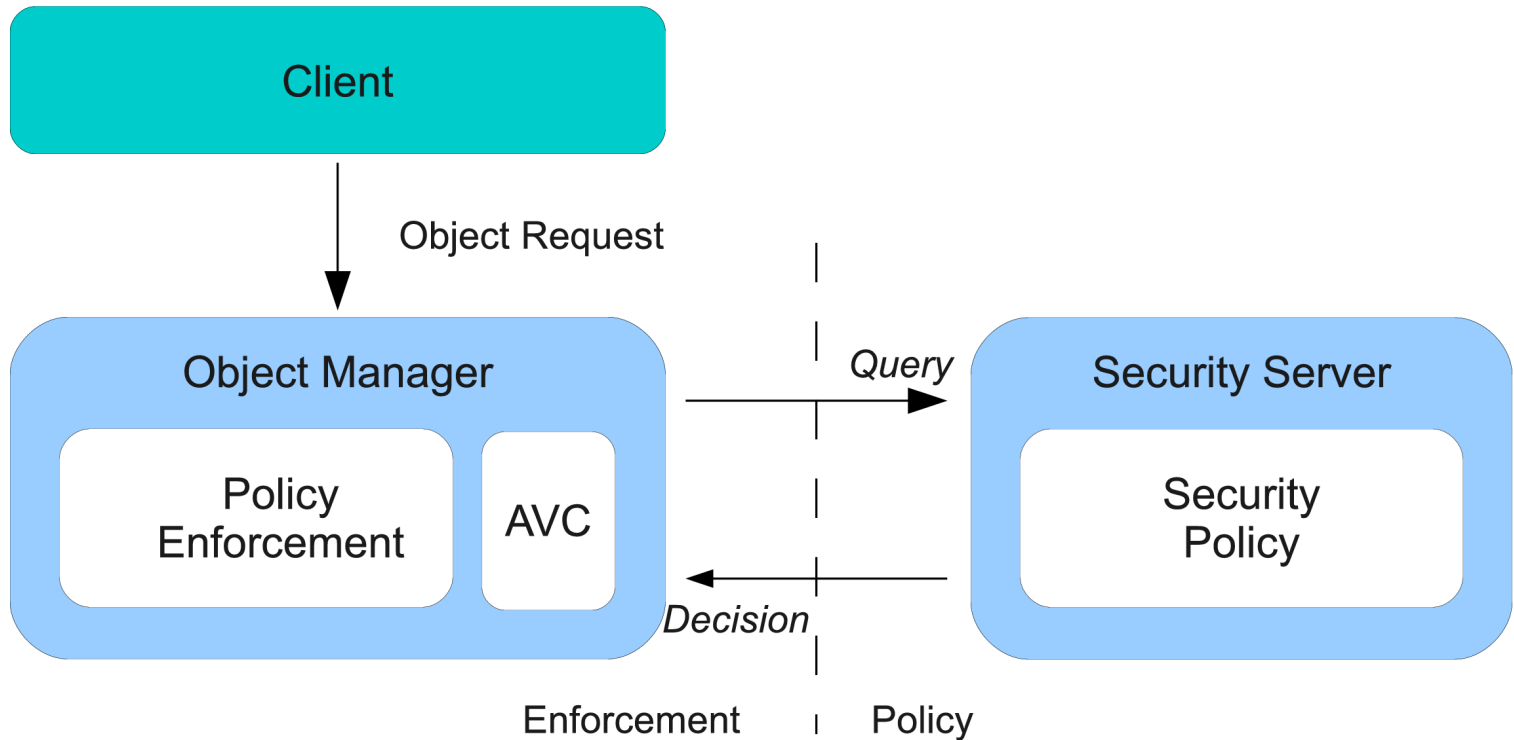 Client
Object Request
Object Manager
Query
Security Server
Policy
Enforcement
AVC
Security
Policy
Decision
Enforcement
Policy